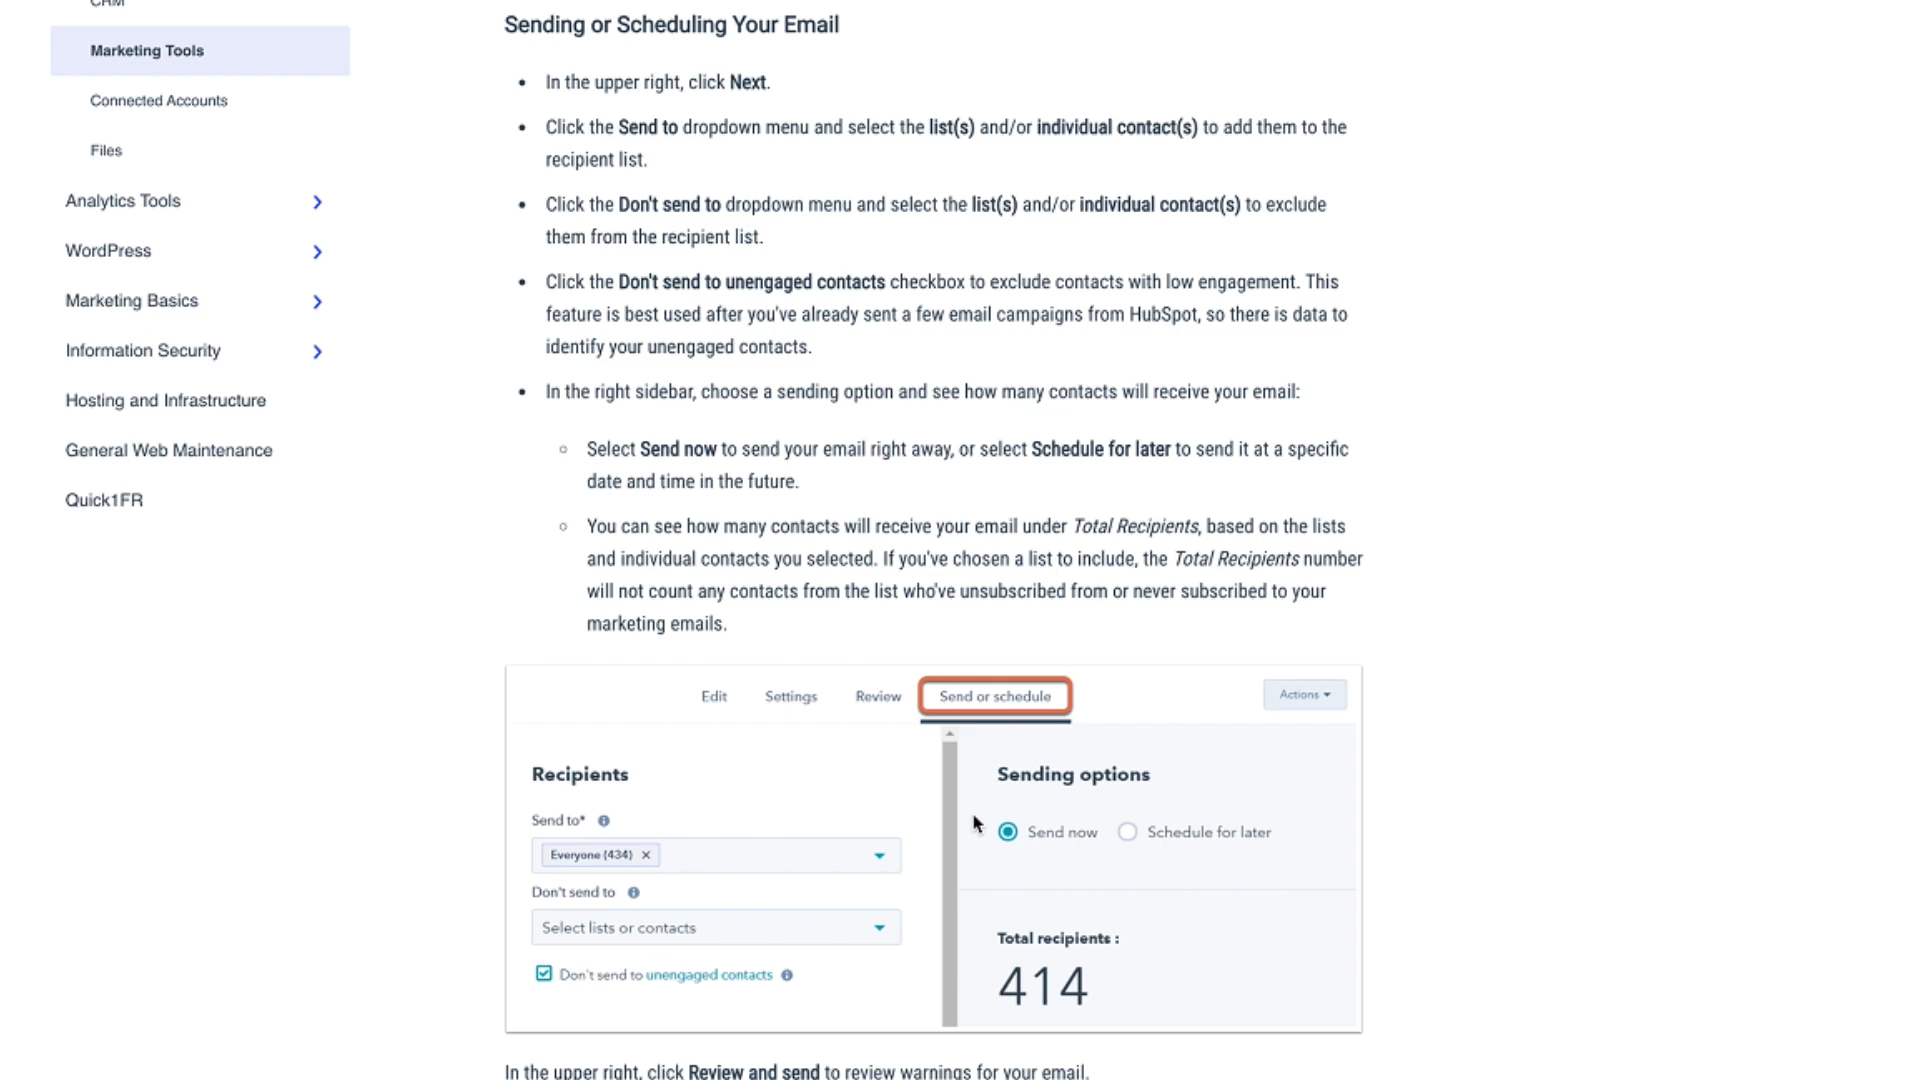 CRM
Marketing Tools
Connected Accounts
Files
Analytics Tools
WordPress
Marketing Basics
Information Security
Hosting and Infrastructure
General Web Maintenance
Quick1FR
Sending or Scheduling Your Email
In the upper right, click Next.
Click the Send to dropdown menu and select the list(s) and/or individual contact(s) to add them to the
recipient list.
Click the Don't send to dropdown menu and select the list(s) and/or individual contact(s) to exclude
them from the recipient list.
Click the Don't send to unengaged contacts checkbox to exclude contacts with low engagement. This
feature is best used after you've already sent a few email campaigns from HubSpot, so there is data to
identify your unengaged contacts.
In the right sidebar, choose a sending option and see how many contacts will receive your email:
Select Send now to send your email right away, or select Schedule for later to send it at a specific
date and time in the future.
You can see how many contacts will receive your email under Total Recipients, based on the lists
and individual contacts you selected. If you've chosen a list to include, the Total Recipients number
will not count any contacts from the list who've unsubscribed from or never subscribed to your
marketing emails.
Edit Settings Review Send or schedule Actions
Recipients
Send to*
Everyone (434)
Don't send to
Select lists or contacts
Don't send to unengaged contacts
Sending options
Send now Schedule for later
Total recipients :
414
In the upper right, click Review and send to review warnings for your email.